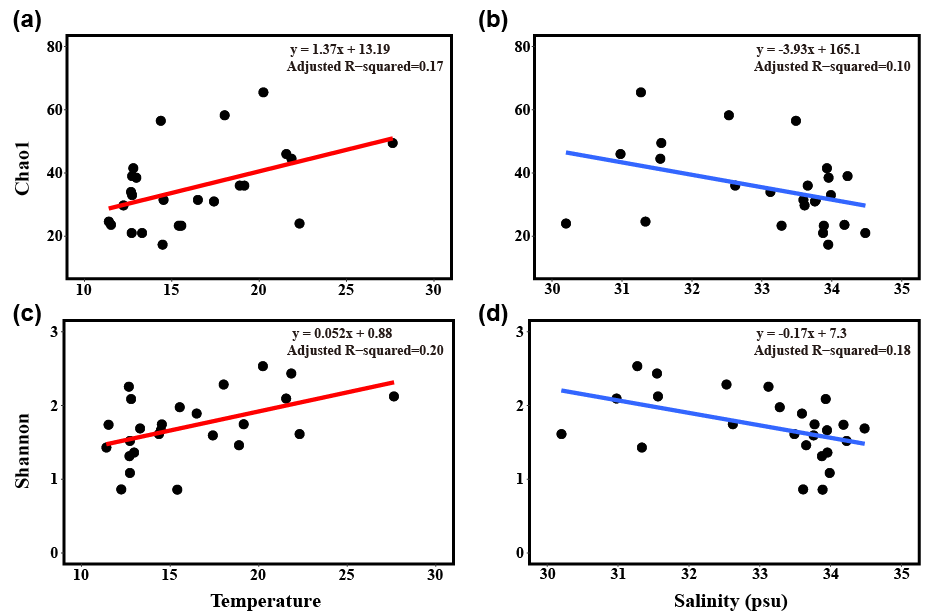 (a)
(b)
y = 1.37x + 13.19
Adjusted R−squared=0.17
y = -3.93x + 165.1
Adjusted R−squared=0.10
80
60
40
20
Chao1
10
15
20
25
30
80
60
40
20
30
31
32
33
34
35
(c)
(d)
y = 0.052x + 0.88
Adjusted R−squared=0.20
y = -0.17x + 7.3
Adjusted R−squared=0.18
3
2
1
0
Shannon
10
15
20
25
30
Temperature
3
2
1
0
30
31
32
33
34
35
Salinity (psu)